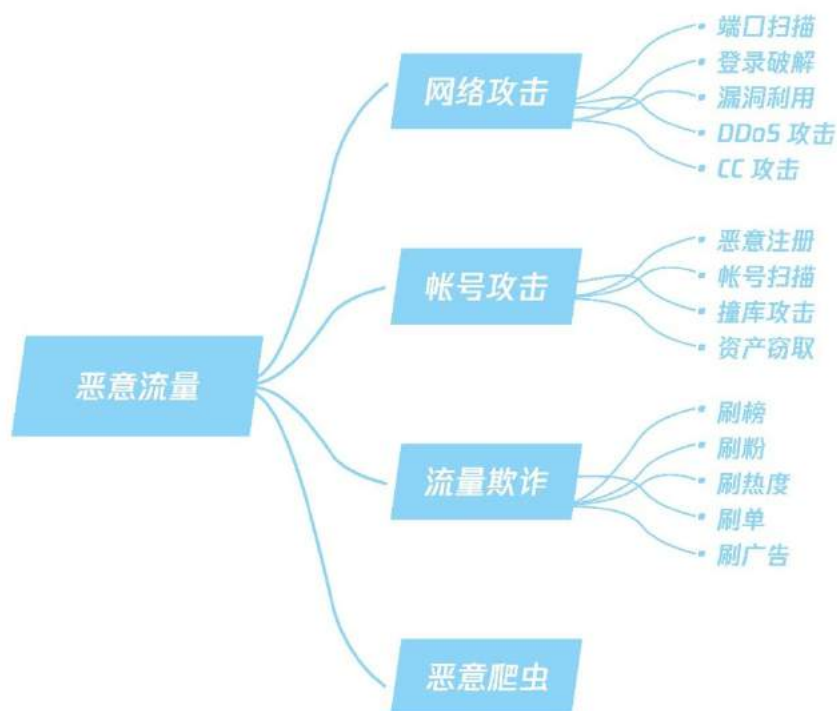 网络攻击
端口扫描
登录破解
漏洞利用
DDoS 攻击
CC 攻击
帐号攻击
恶意注册
帐号扫描
撞库攻击
资产窃取
恶意流量
流量欺诈
刷榜
刷粉
刷热度
刷单
刷广告
恶意爬虫